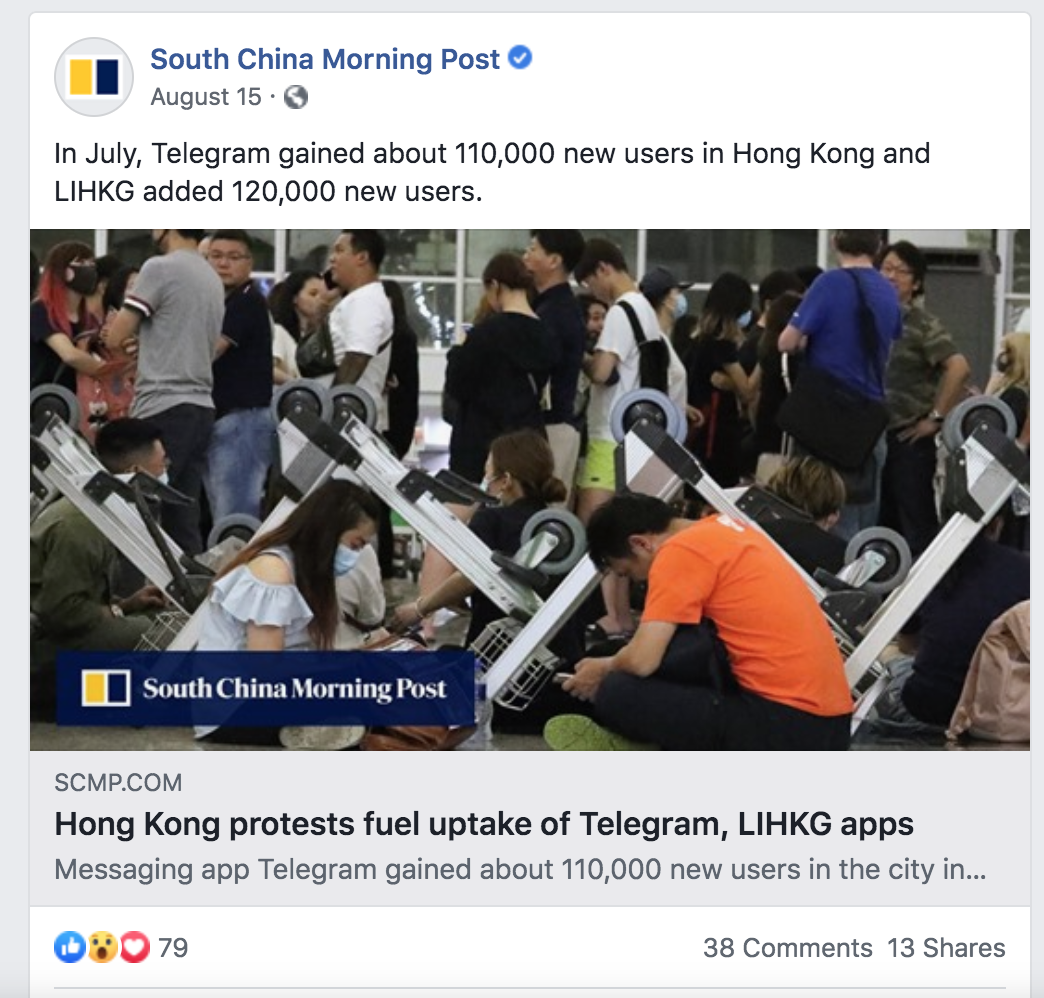 South China Morning Post
August 15 ·
In July, Telegram gained about 110,000 new users in Hong Kong and
LIHKG added 120,000 new users.
South China Morning Post
SCMP.COM
Hong Kong protests fuel uptake of Telegram, LIHKG apps
Messaging app Telegram gained about 110,000 new users in the city in...
79 38 Comments 13 Shares